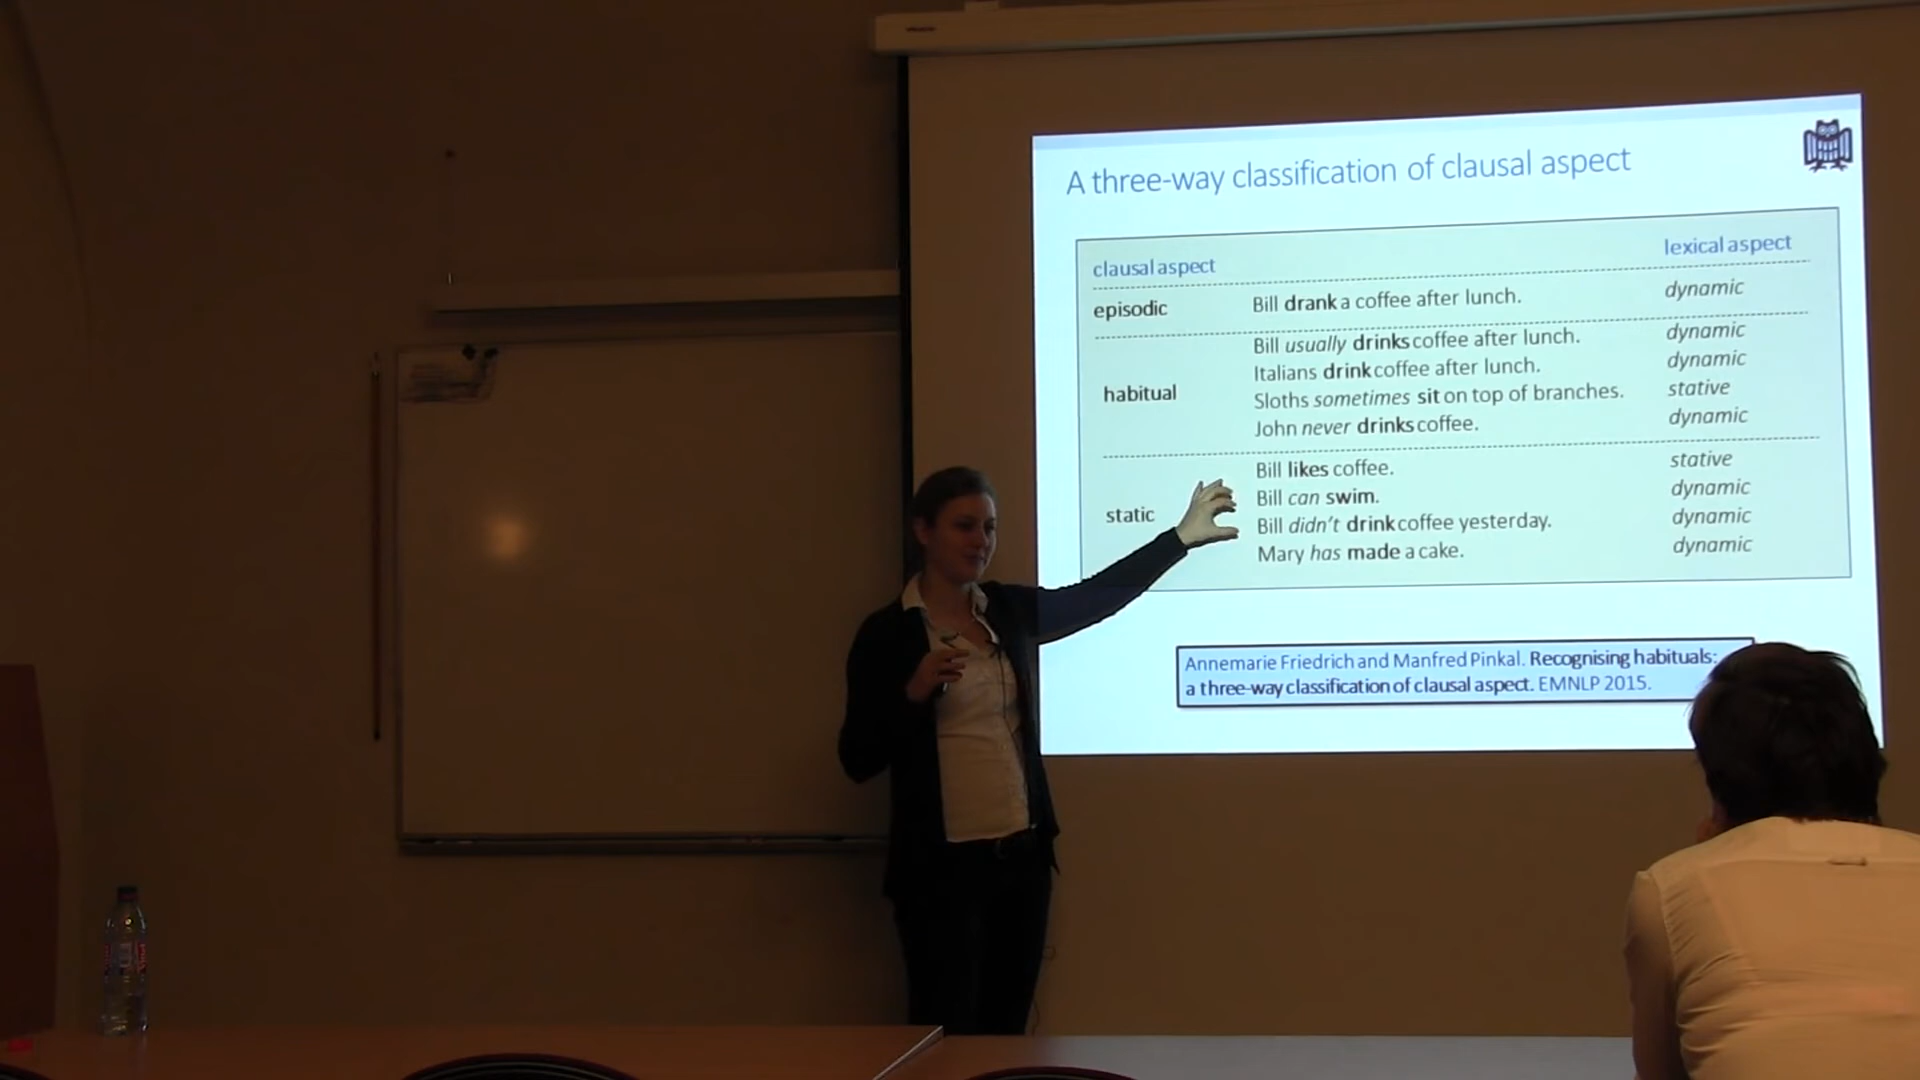 A three-way classification of clausal aspect
clausal aspect lexical aspect
episodic Bill drank a coffee after lunch. dynamic
Bill usually drinks coffee after lunch. dynamic
Italians drink coffee after lunch. dynamic
habitual Sloths sometimes sit on top of branches. stative
John never drinks coffee. dynamic
Bill likes coffee. stative
Bill can swim. dynamic
static Bill didn't drink coffee yesterday. dynamic
Mary has made a cake. dynamic
Annemarie Friedrich and Manfred Pinkal. Recognising habituals:
a three-way classification of clausal aspect. EMNLP 2015.